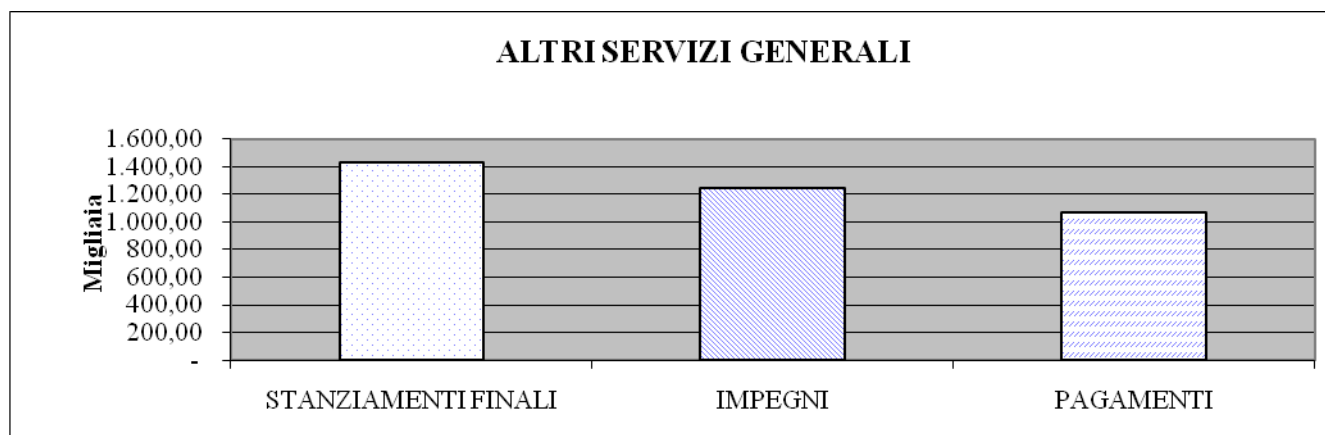 ALTRI SERVIZI GENERALI
Migliaia
1.600,00
1.400,00
1.200,00
1.000,00
800,00
600,00
400,00
200,00
-
STANZIAMENTI FINALI
IMPEGNI
PAGAMENTI